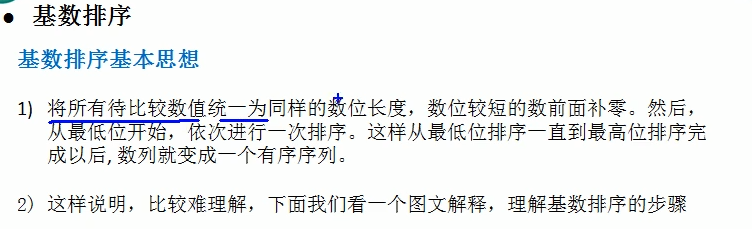 ● 基数排序
基数排序基本思想
1) 将所有待比较数值统一为同样的数位长度，数位较短的数前面补零。然后，
从最低位开始，依次进行一次排序。这样从最低位排序一直到最高位排序完
成以后, 数列就变成一个有序序列。
2) 这样说明，比较难理解，下面我们看一个图文解释，理解基数排序的步骤